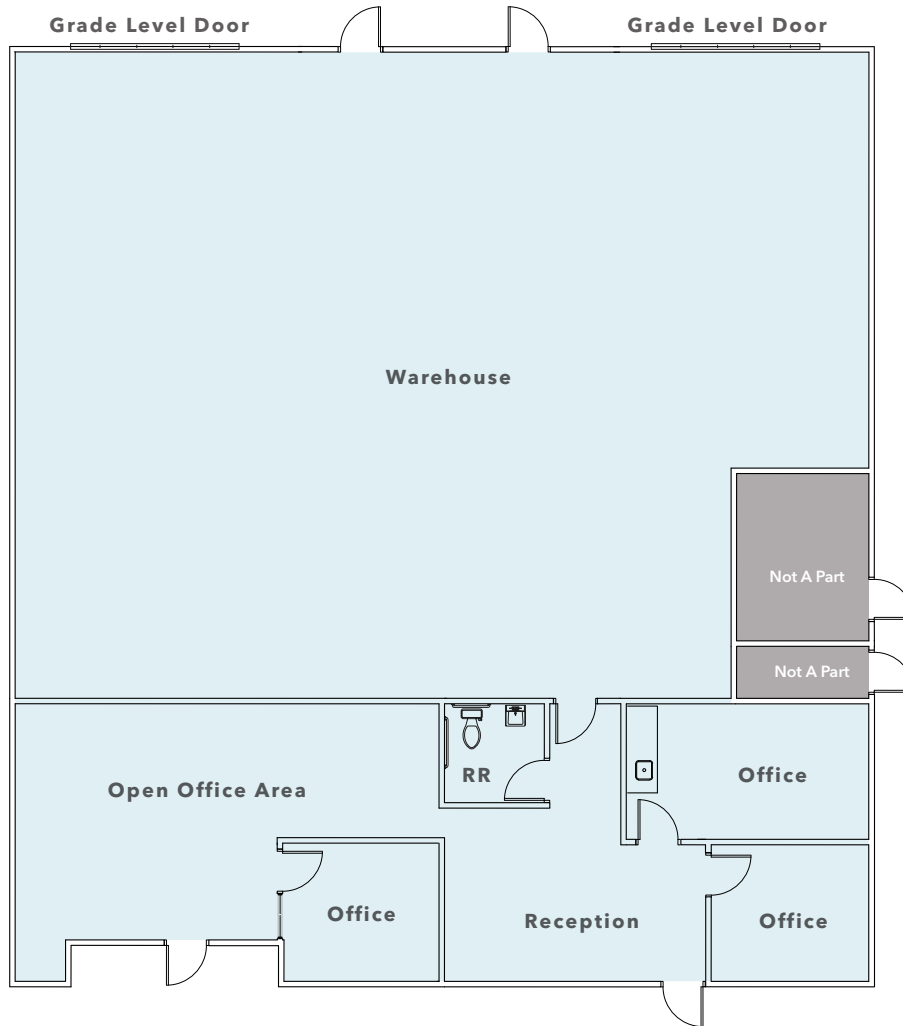 Grade Level Door
Grade Level Door
Warehouse
Not A Part
Not A Part
RR
Office
Open Office Area
Office
Reception
Office